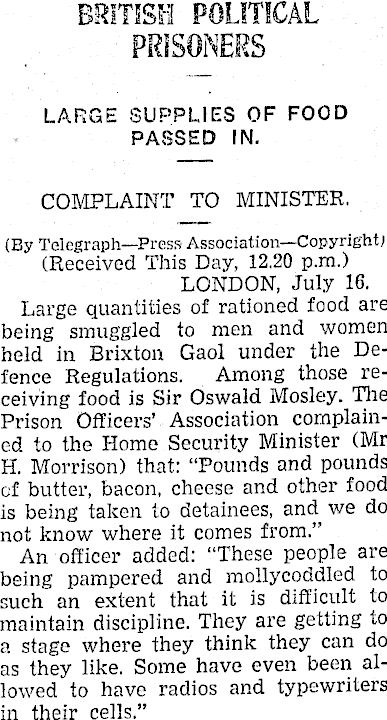 BRITISH POLITICAL
PRISONERS
LARGE SUPPLIES OF FOOD
PASSED IN.
COMPLAINT TO MINISTER.
(By Telegraph—Press Association—Copyright)
(Received This Day, 12.20 p.m.)
LONDON, July 16.
Large quantities of rationed food are
being smuggled to men and women
held in Brixton Gaol under the De-
fence Regulations. Among those re-
ceiving food is Sir Oswald Mosley. The
Prison Officers' Association complain-
ed to the Home Security Minister (Mr
H. Morrison) that: "Pounds and pounds
of butter, bacon, cheese and other food
is being taken to detainees, and we do
not know where it comes from."
An officer added: "These people are
being pampered and mollycoddled to
such an extent that it is difficult to
maintain discipline. They are getting to
a stage where they think they can do
as they like. Some have even been al-
lowed to have radios and typewriters
in their cells."